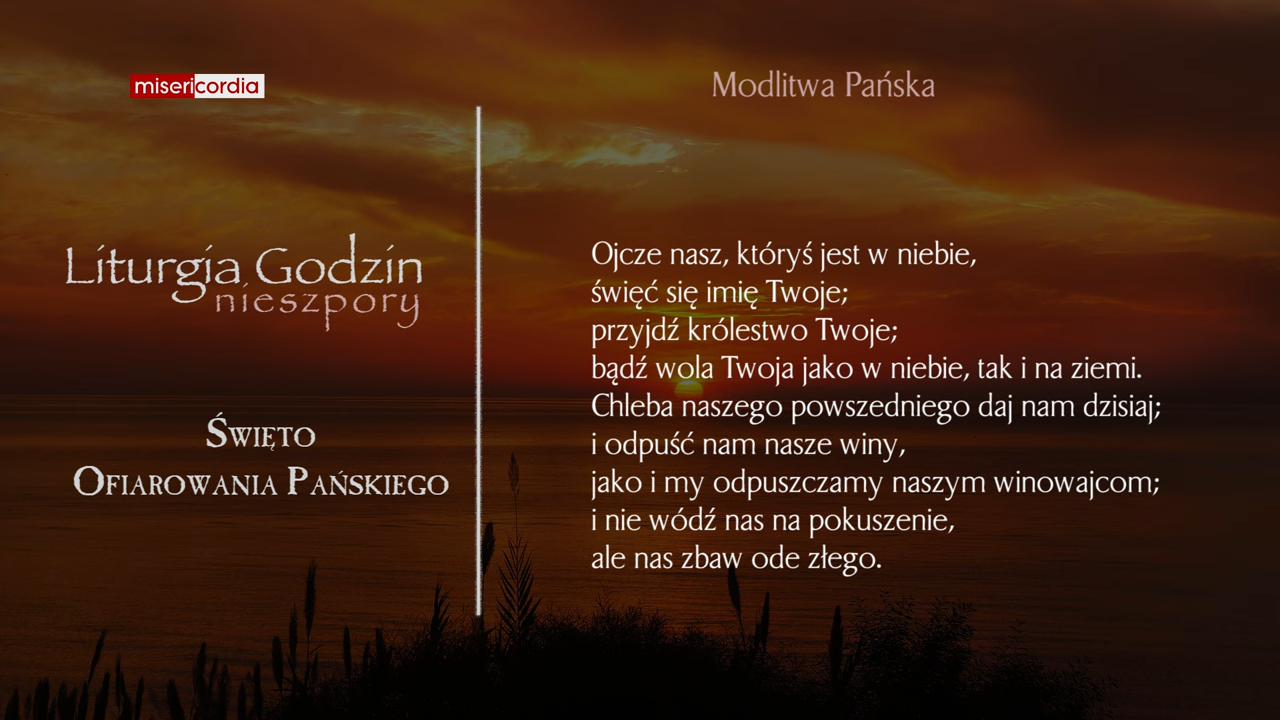 misericordia
Liturgia Godzin
nieszpory
Święto
Ofiarowania Pańskiego
Modlitwa Pańska
Ojcze nasz, któryś jest w niebie,
święć się imię Twoje;
przyjdź królestwo Twoje;
bądź wola Twoja jako w niebie, tak i na ziemi.
Chleba naszego powszedniego daj nam dzisiaj;
i odpuść nam nasze winy,
jako i my odpuszczamy naszym winowajcom;
i nie wódź nas na pokuszenie,
ale nas zbaw ode złego.